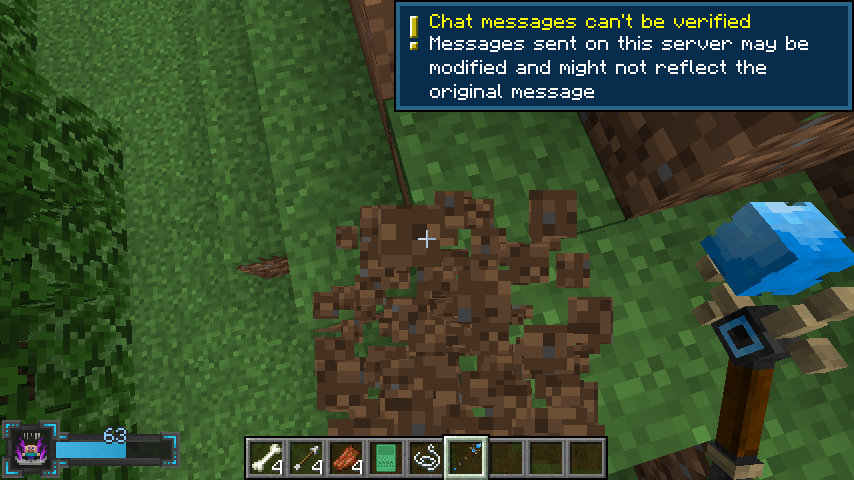 Chat messages can't be verified
Messages sent on this server may be
modified and might not reflect the
original message
63
4
4
4